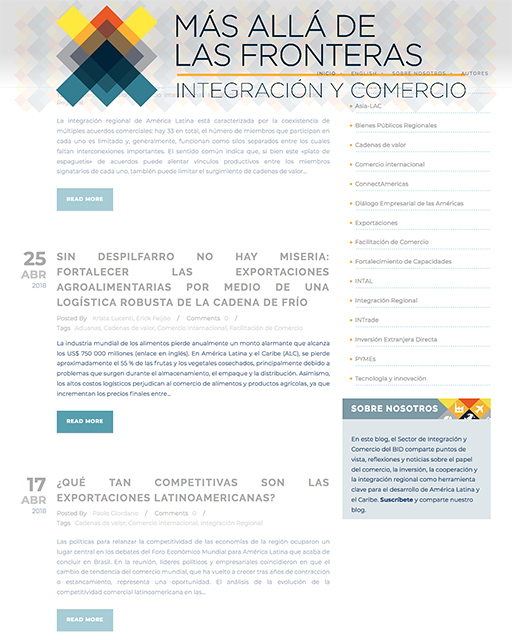 MÁS ALLÁ DE
LAS FRONTERAS
INTEGRACIÓN Y COMERCIO
INICIO
ENGLISH
SOBRE NOSOTROS
AUTORES
La integración regional de América Latina está caracterizada por la coexistencia de
múltiples acuerdos comerciales: hay 33 en total, el número de miembros que participan en
cada uno es limitado y, generalmente, funcionan como silos separados entre los cuales
faltan interconexiones importantes. El sentido común indica que, si bien este «plato de
espaguetis» de acuerdos puede alentar vínculos productivos entre los miembros
signatarios de cada uno, también puede limitar el surgimiento de cadenas de valor...
READ MORE
25
ABR
2018
SIN DESPILFARRO NO HAY MISERIA:
FORTALECER LAS EXPORTACIONES
AGROALIMENTARIAS POR MEDIO DE UNA
LOGÍSTICA ROBUSTA DE LA CADENA DE FRÍO
Posted By Krista Lucenti, Erick Feijóo / Comments 0 /
Tags Aduanas, Cadenas de valor, Comercio internacional, Facilitación de Comercio
La industria mundial de los alimentos pierde anualmente un monto alarmante que alcanza
los US$ 750 000 millones (enlace en inglés). En América Latina y el Caribe (ALC), se pierde
aproximadamente el 55 % de las frutas y los vegetales cosechados, principalmente debido a
problemas que surgen durante el almacenamiento, el empaque y la distribución. Asimismo,
los altos costos logísticos perjudican al comercio de alimentos y productos agrícolas, ya que
incrementan los precios finales entre...
READ MORE
17
ABR
2018
¿QUÉ TAN COMPETITIVAS SON LAS
EXPORTACIONES LATINOAMERICANAS?
Posted By Paolo Giordano / Comments 0 /
Tags Cadenas de valor, Comercio internacional, Integración Regional
Las políticas para relanzar la competitividad de las economías de la región ocuparon un
lugar central en los debates del Foro Económico Mundial para América Latina que acaba de
concluir en Brasil. En la reunión, líderes políticos y empresariales coincidieron en que el
cambio de tendencia del comercio mundial, que ha vuelto a crecer tras años de contracción
o estancamiento, representa una oportunidad. El análisis de la evolución de la
competitividad comercial latinoamericana en las...
READ MORE
Asia-LAC
Bienes Públicos Regionales
Cadenas de valor
Comercio internacional
ConnectAmericas
Diálogo Empresarial de las Américas
Exportaciones
Facilitación de Comercio
Fortalecimiento de Capacidades
INTAL
Integración Regional
INTrade
Inversión Extranjera Directa
PYMEs
Tecnología y Innovación
SOBRE NOSOTROS
En este blog, el Sector de Integración y
Comercio del BID comparte puntos de
vista, reflexiones y noticias sobre el papel
del comercio, la inversión, la cooperación y
la integración regional como herramienta
clave para el desarrollo de América Latina y
el Caribe. Suscríbete y comparte nuestro
blog.